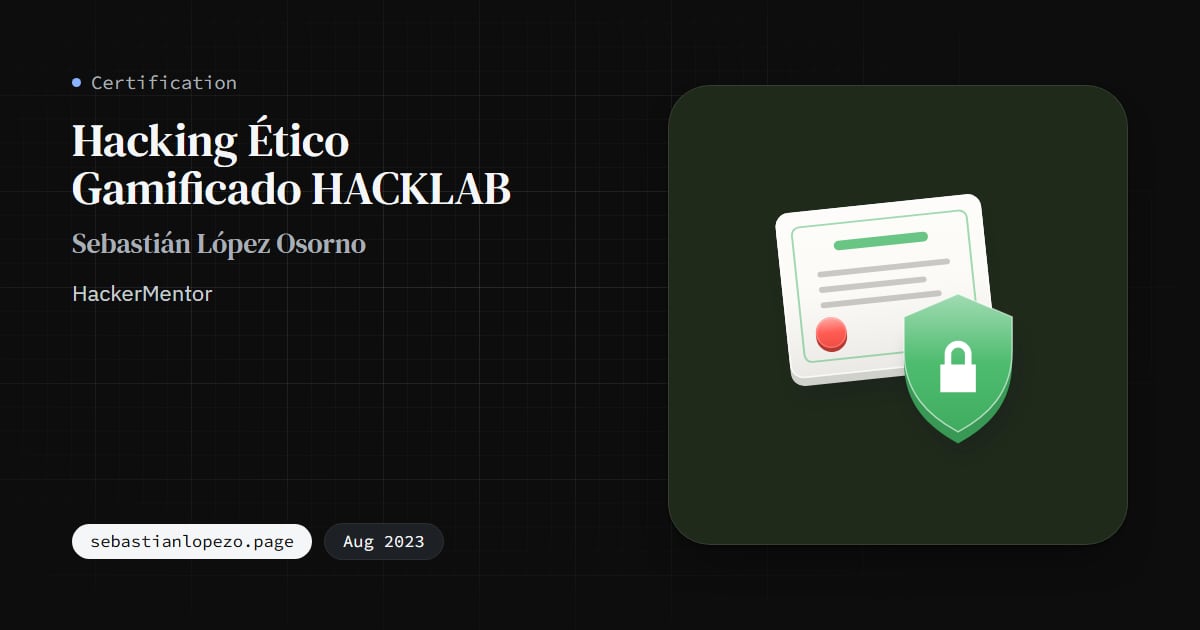 Certification
Hacking Ético
Gamificado HACKLAB
Sebastián López Osorno
HackerMentor
sebastianlopezo.page
Aug 2023